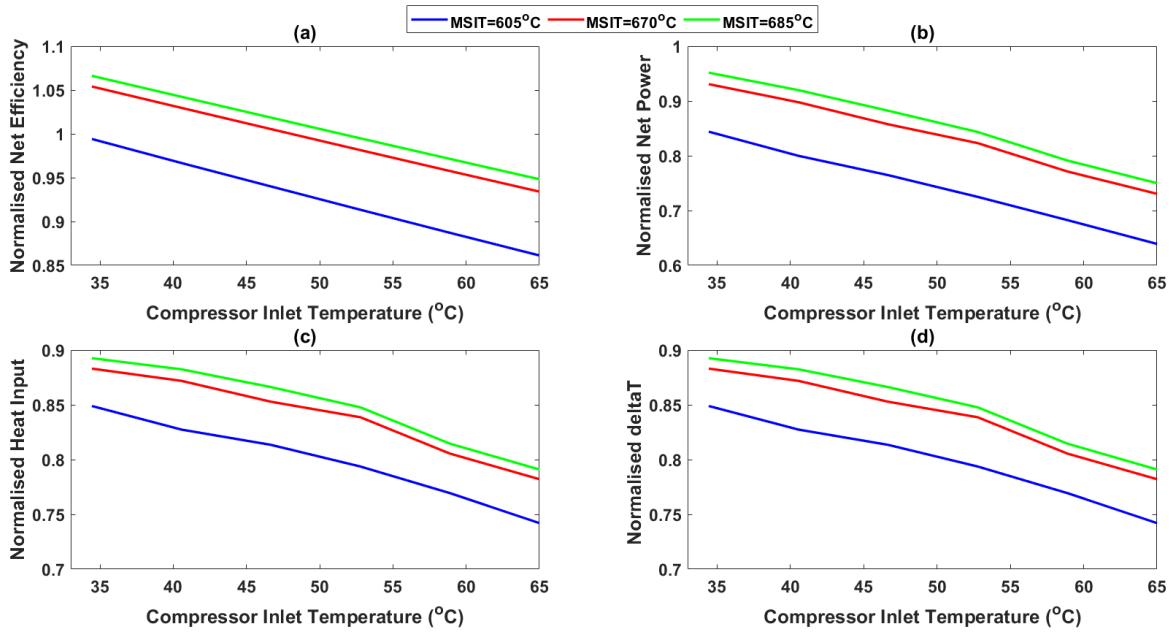 MSIT=605°C MSIT=670°C MSIT=685°C
(a)
Normalised Net Efficiency
1.1
1.05
1
0.95
0.9
0.85
35 40 45 50 55 60 65
Compressor Inlet Temperature (°C)
(b)
Normalised Net Power
1
0.9
0.8
0.7
0.6
35 40 45 50 55 60 65
Compressor Inlet Temperature (°C)
(c)
Normalised Heat Input
0.9
0.85
0.8
0.75
0.7
35 40 45 50 55 60 65
Compressor Inlet Temperature (°C)
(d)
Normalised deltaT
0.9
0.85
0.8
0.75
0.7
35 40 45 50 55 60 65
Compressor Inlet Temperature (°C)